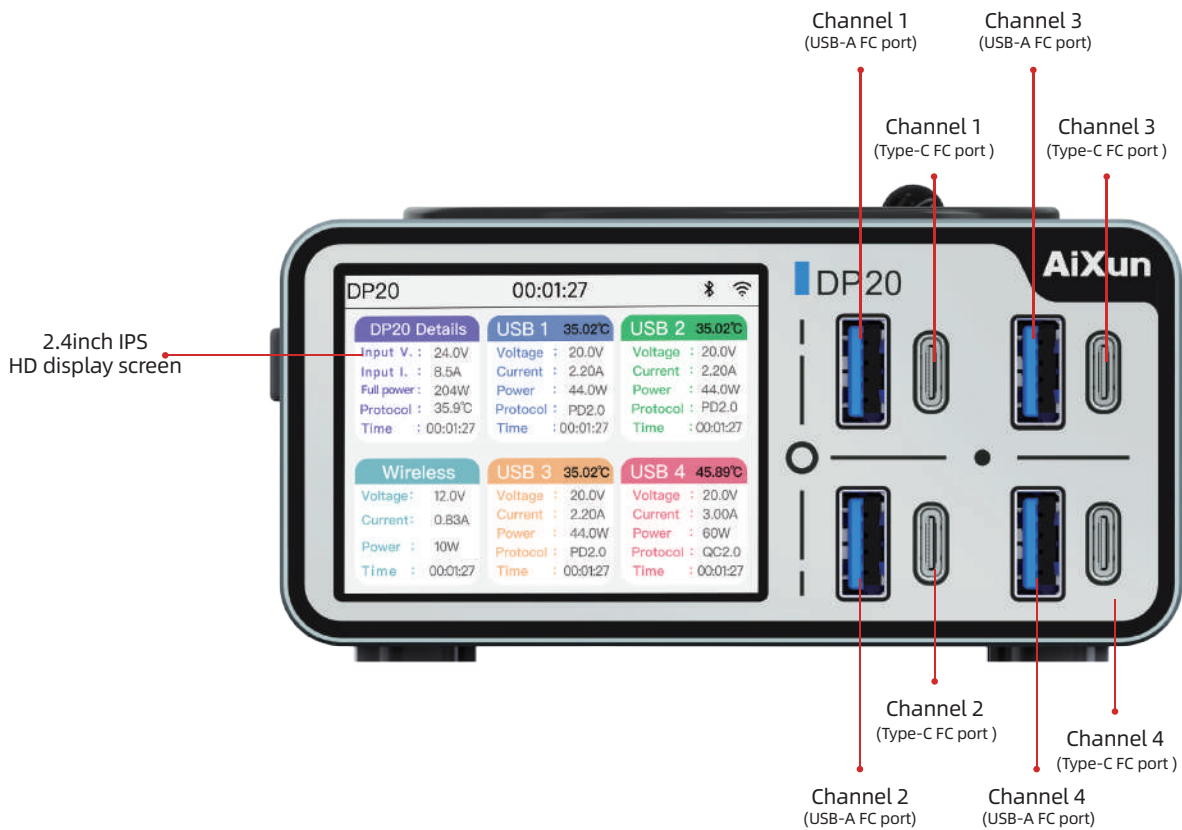 Channel 1
(USB-A FC port)
Channel 3
(USB-A FC port)
Channel 1
(Type-C FC port )
Channel 3
(Type-C FC port )
2.4inch IPS
HD display screen
DP20 00:01:27
DP20 Details
Input V. : 24.0V
Input I. : 8.5A
Full power : 204W
Protocol : 35.9℃
Time : 00:01:27
USB 1 35.02℃
Voltage : 20.0V
Current : 2.20A
Power : 44.0W
Protocol : PD2.0
Time : 00:01:27
USB 2 35.02℃
Voltage : 20.0V
Current : 2.20A
Power : 44.0W
Protocol : PD2.0
Time : 00:01:27
Wireless
Voltage: 12.0V
Current: 0.83A
Power : 10W
Time : 00:01:27
USB 3 35.02℃
Voltage : 20.0V
Current : 2.20A
Power : 44.0W
Protocol : PD2.0
Time : 00:01:27
USB 4 45.89℃
Voltage : 20.0V
Current : 3.00A
Power : 60W
Protocol : QC2.0
Time : 00:01:27
DP20
AiXun
Channel 2
(Type-C FC port )
Channel 4
(Type-C FC port )
Channel 2
(USB-A FC port)
Channel 4
(USB-A FC port)